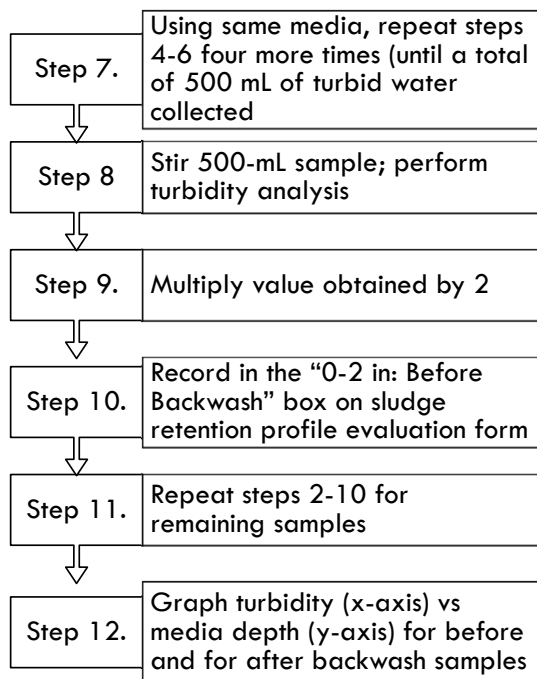 Step 7.
Using same media, repeat steps
4-6 four more times (until a total
of 500 mL of turbid water
collected
Step 8
Stir 500-mL sample; perform
turbidity analysis
Step 9.
Multiply value obtained by 2
Step 10.
Record in the “0-2 in: Before
Backwash” box on sludge
retention profile evaluation form
Step 11.
Repeat steps 2-10 for
remaining samples
Step 12.
Graph turbidity (x-axis) vs
media depth (y-axis) for before
and for after backwash samples